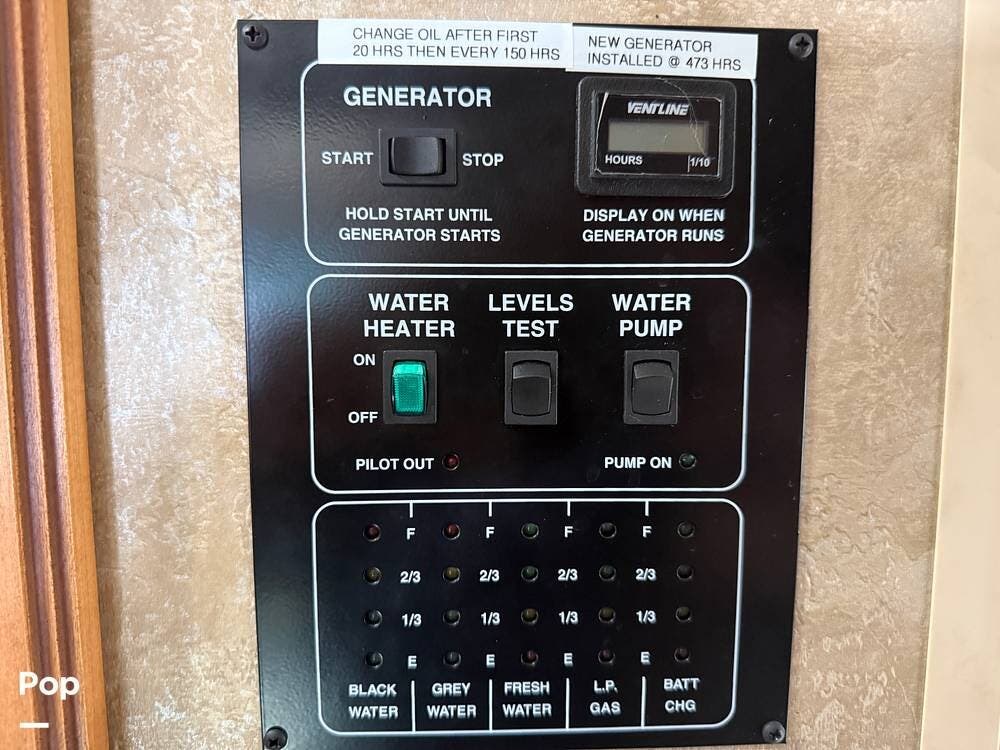 CHANGE OIL AFTER FIRST
20 HRS THEN EVERY 150 HRS
NEW GENERATOR
INSTALLED @ 473 HRS
GENERATOR
START STOP
HOLD START UNTIL
GENERATOR STARTS
VENTLINE
HOURS 1/10
DISPLAY ON WHEN
GENERATOR RUNS
WATER
HEATER
LEVELS
TEST
WATER
PUMP
ON
OFF
PILOT OUT
PUMP ON
F F F F
2/3 2/3 2/3 2/3
1/3 1/3 1/3 1/3
E E E E
BLACK
WATER
GREY
WATER
FRESH
WATER
L.P.
GAS
BATT
CHG
Pop